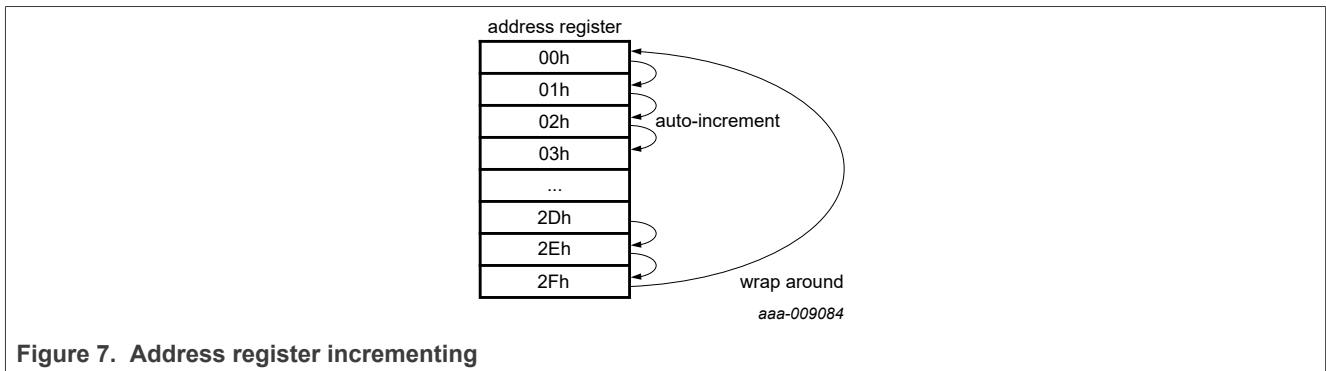 address register
00h
01h
02h
auto-increment
03h
...
2Dh
2Eh
2Fh
wrap around
aaa-009084
Figure 7. Address register incrementing